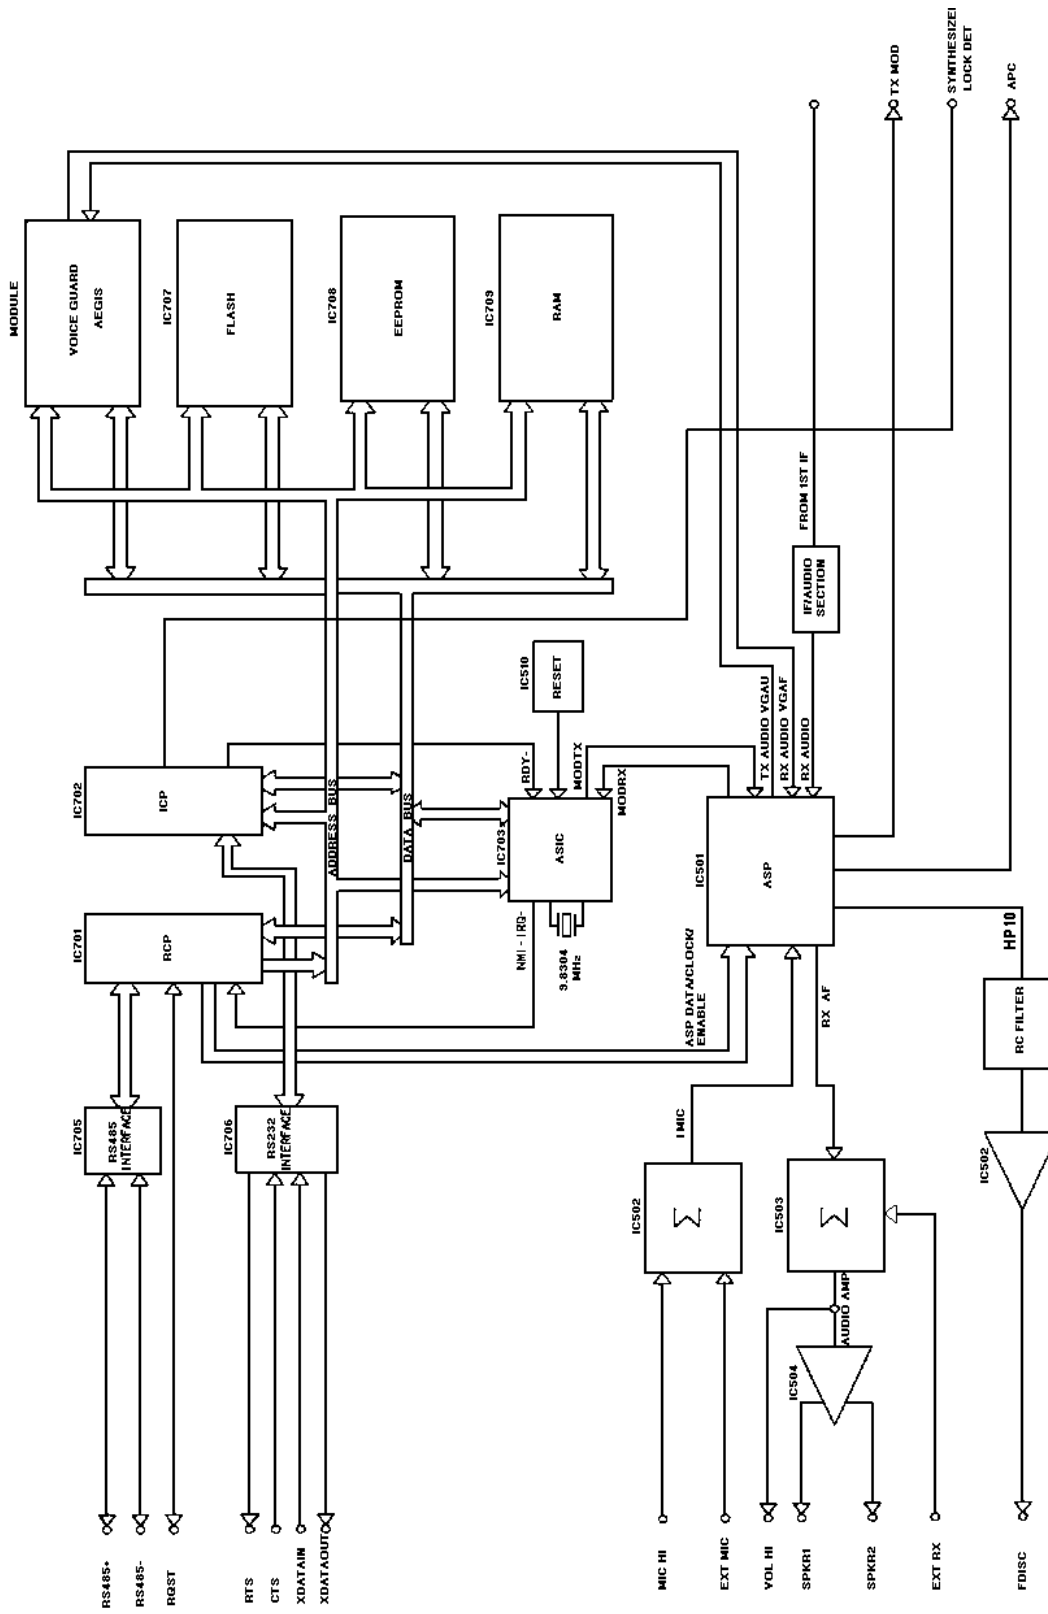 RS485+
RS485-
RQST
RTS
CTS
XDATAIN
XDATAOUT
MIC HI
EXT MIC
VOL HI
SPKR1
SPKR2
EXT RX
FDISC
IC705
RS485
INTERFACE
IC706
RS232
INTERFACE
IC502
Σ
IC503
Σ
AUDIO AMP
IC504
IC502
RC FILTER
HP10
I MIC
RX AF
IC701
RCP
IC702
ICP
ADDRESS BUS
DATA BUS
NMI - IRQ-
9.8304
MHz
IC703
ASIC
RDY-
IC510
RESET
MODTX
MODRX
ASP DATA/CLOCK/
ENABLE
IC501
ASP
TX AUDIO VGAU
RX AUDIO VGAF
RX AUDIO
IF/AUDIO
SECTION
FROM 1ST IF
MODULE
VOICE GUARD
AEGIS
IC707
FLASH
IC708
EEPROM
IC709
RAM
TX MOD
LOCK DET
APC